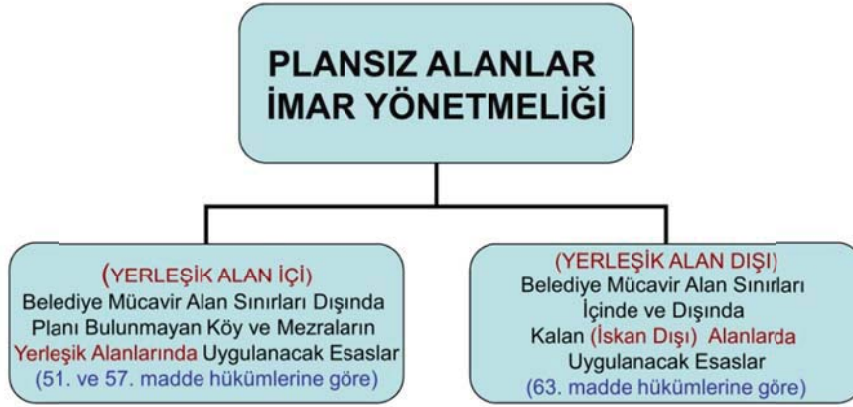 PLANSIZ ALANLAR
İMAR YÖNETMELİĞİ
(YERLEŞİK ALAN İÇİ)
Belediye Mücavir Alan Sınırları Dışında
Planı Bulunmayan Köy ve Mezraların
Yerleşik Alanlarında Uygulanacak Esaslar
(51. ve 57. madde hükümlerine göre)
(YERLEŞİK ALAN DIŞI)
Belediye Mücavir Alan Sınırları
İçinde ve Dışında
Kalan (İskan Dışı) Alanlarda
Uygulanacak Esaslar
(63. madde hükümlerine göre)